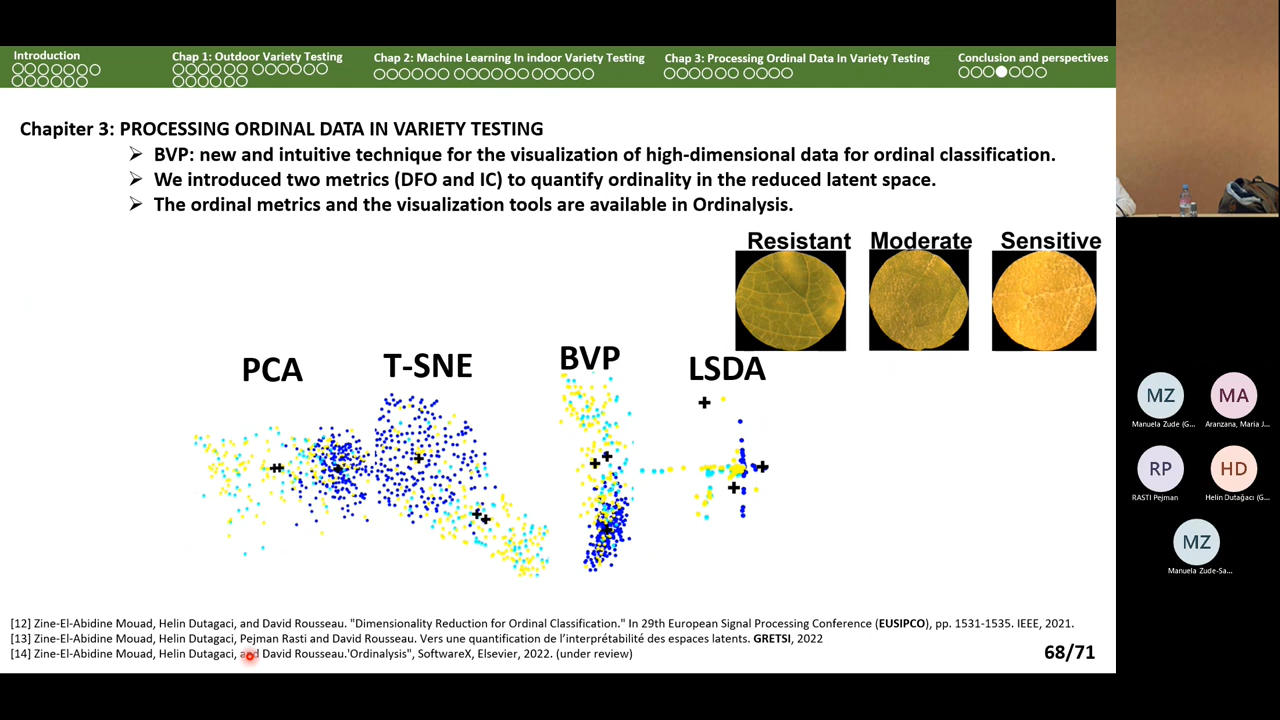 Introduction
Chap 1: Outdoor Variety Testing
Chap 2: Machine Learning In indoor Variety Testing
Chap 3: Processing Ordinal Data In Variety Testing
Conclusion and perspectives
Chapiter 3: PROCESSING ORDINAL DATA IN VARIETY TESTING
➢ BVP: new and intuitive technique for the visualization of high-dimensional data for ordinal classification.
➢ We introduced two metrics (DFO and IC) to quantify ordinality in the reduced latent space.
➢ The ordinal metrics and the visualization tools are available in Ordinalysis.
Resistant Moderate Sensitive
PCA T-SNE BVP LSDA
[12] Zine-El-Abidine Mouad, Helin Dutagaci, and David Rousseau. "Dimensionality Reduction for Ordinal Classification." In 29th European Signal Processing Conference (EUSIPCO), pp. 1531-1535. IEEE, 2021.
[13] Zine-El-Abidine Mouad, Helin Dutagaci, Pejman Rasti and David Rousseau. Vers une quantification de l'interprétabilité des espaces latents. GRETSI, 2022
[14] Zine-El-Abidine Mouad, Helin Dutagaci, and David Rousseau.'Ordinalysis", SoftwareX, Elsevier, 2022. (under review)
68/71
MZ MA
Manuela Zude (G... Aranzana, Maria J...
RP HD
RASTI Pejman Helin Dutağacı (G...
MZ
Manuela Zude-Sa...